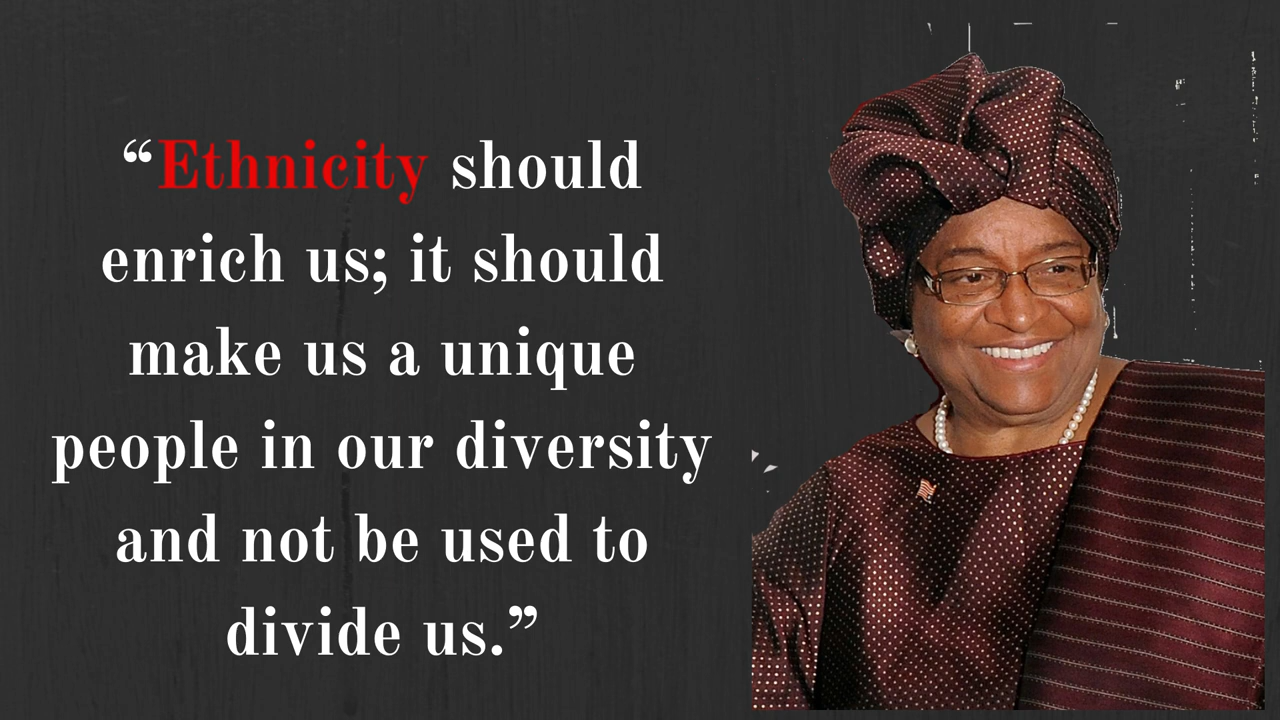 “Ethnicity should
enrich us; it should
make us a unique
people in our diversity
and not be used to
divide us.”